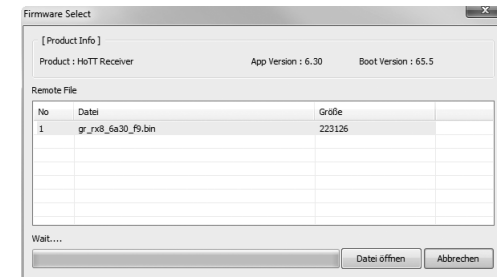 Firmware Select
[ Product Info ]
Product : HoTT Receiver App Version : 6.30 Boot Version : 65.5
Remote File
No Datei Größe
1 gr_rx8_6a30_f9.bin 223126
Wait....
Datei öffnen Abbrechen